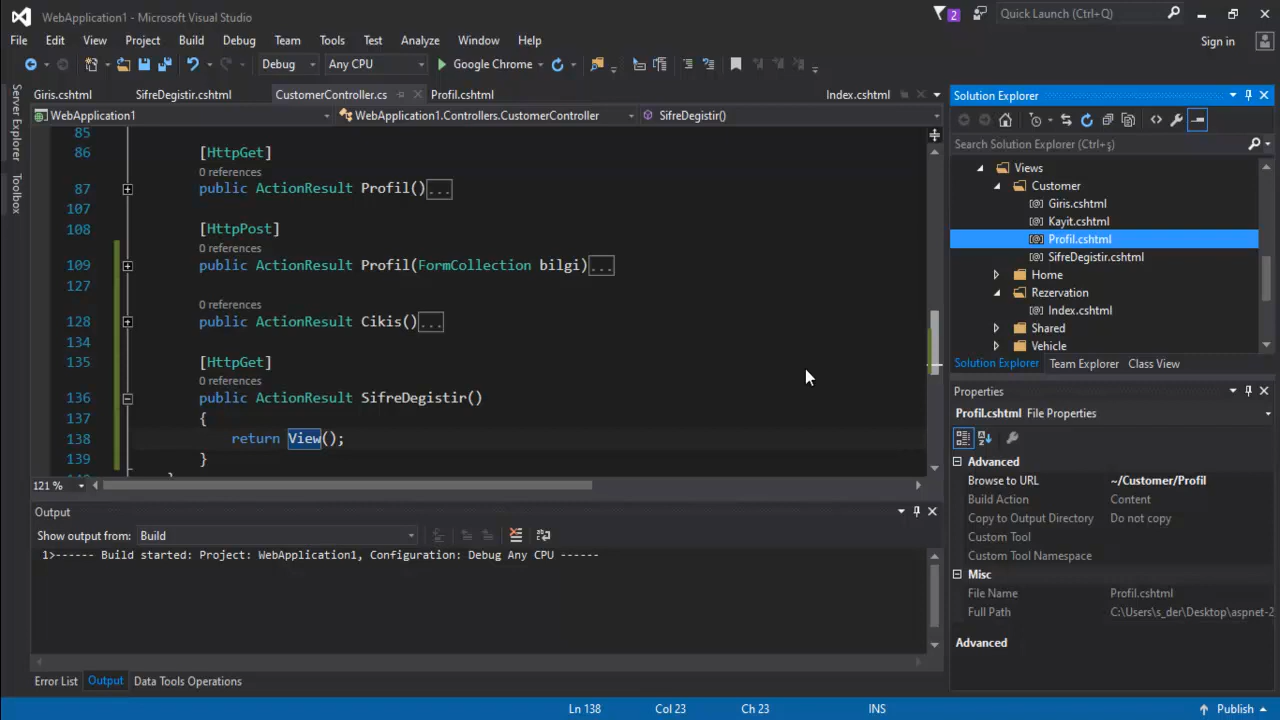 WebApplication1 - Microsoft Visual Studio
2
Quick Launch (Ctrl+Q)
File Edit View Project Build Debug Team Tools Test Analyze Window Help
Sign in
Debug Any CPU Google Chrome
Giris.cshtml SifreDegistir.cshtml CustomerController.cs Profil.cshtml Index.cshtml
WebApplication1 WebApplication1.Controllers.CustomerController SifreDegistir()
Server Explorer
Toolbox
85
86 [HttpGet]
0 references
87 public ActionResult Profil()...
107
108 [HttpPost]
0 references
109 public ActionResult Profil(FormCollection bilgi)...
127
0 references
128 public ActionResult Cikis()...
134
135 [HttpGet]
0 references
136 public ActionResult SifreDegistir()
137 {
138 return View();
139 }
121 %
Output
Show output from: Build
1>------ Build started: Project: WebApplication1, Configuration: Debug Any CPU ------
Error List Output Data Tools Operations
Solution Explorer
Search Solution Explorer (Ctrl+ş)
Views
Customer
Giris.cshtml
Kayit.cshtml
Profil.cshtml
SifreDegistir.cshtml
Home
Rezervation
Index.cshtml
Shared
Vehicle
Solution Explorer Team Explorer Class View
Properties
Profil.cshtml File Properties
Advanced
Browse to URL ~/Customer/Profil
Build Action Content
Copy to Output Directory Do not copy
Custom Tool
Custom Tool Namespace
Misc
File Name Profil.cshtml
Full Path C:\Users\s_der\Desktop\aspnet-2
Advanced
Ln 138 Col 23 Ch 23 INS Publish